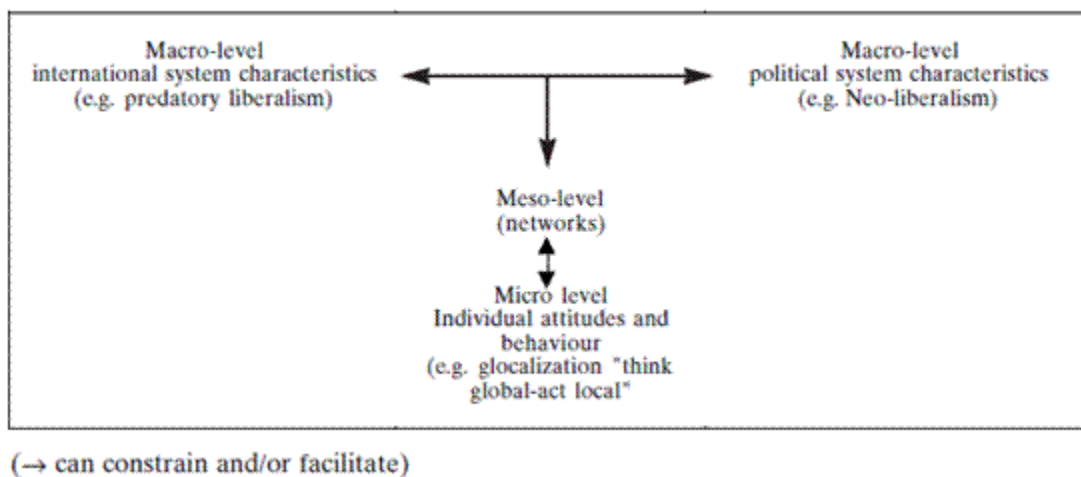 Macro-level
international system characteristics
(e.g. predatory liberalism)
Macro-level
political system characteristics
(e.g. Neo-liberalism)
Meso-level
(networks)
Micro level
Individual attitudes and
behaviour
(e.g. glocalization "think
global-act local"
(→ can constrain and/or facilitate)